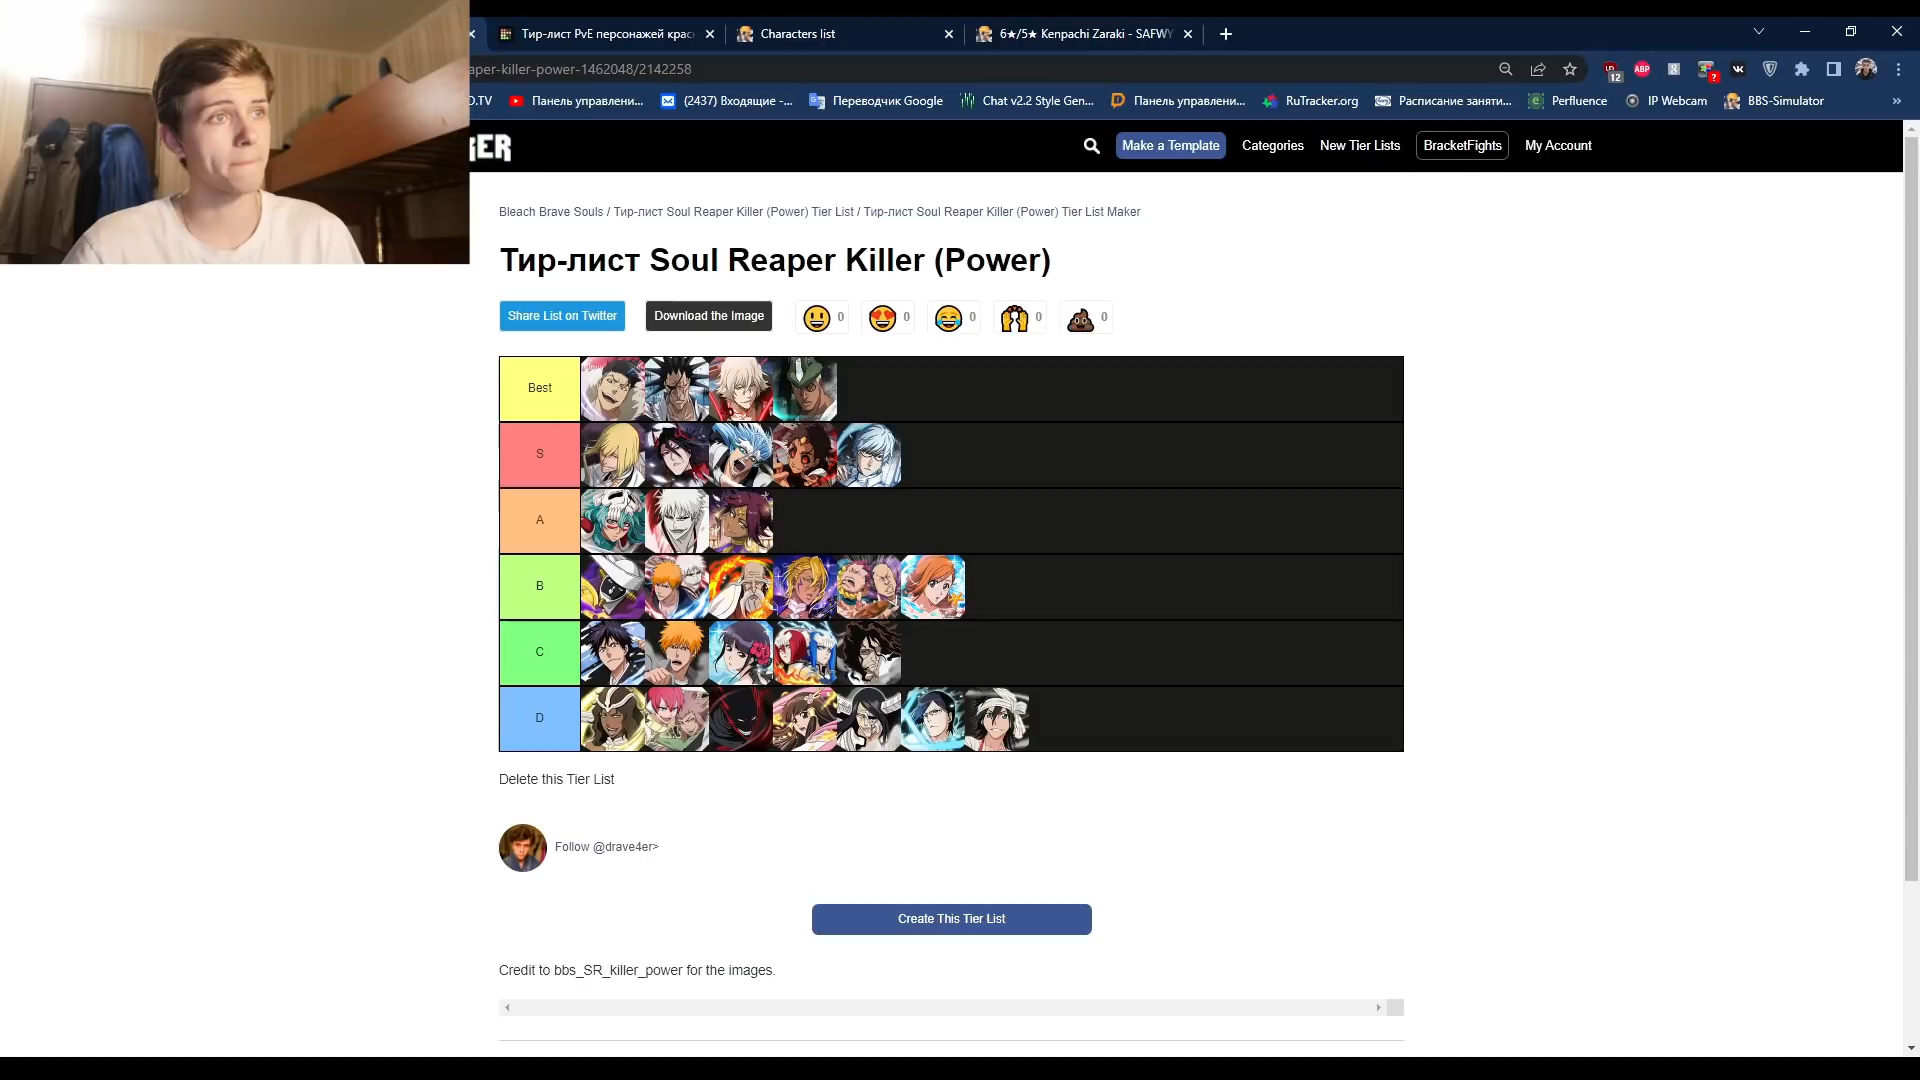 Тир-лист PvE персонажей крас
Characters list
6★/5★ Kenpachi Zaraki - SAFWY
aper-killer-power-1462048/2142258
12
ABP
?
D.TV
Панель управлени...
(2437) Входящие -...
Переводчик Google
Chat v2.2 Style Gen...
Панель управлени...
RuTracker.org
Расписание заняти...
Perfluence
IP Webcam
BBS-Simulator
»
KER
Make a Template
Categories
New Tier Lists
BracketFights
My Account
Bleach Brave Souls / Тир-лист Soul Reaper Killer (Power) Tier List / Тир-лист Soul Reaper Killer (Power) Tier List Maker
Тир-лист Soul Reaper Killer (Power)
Share List on Twitter
Download the Image
0
0
0
0
0
Best
S
A
B
C
D
Delete this Tier List
Follow @drave4er>
Create This Tier List
Credit to bbs_SR_killer_power for the images.